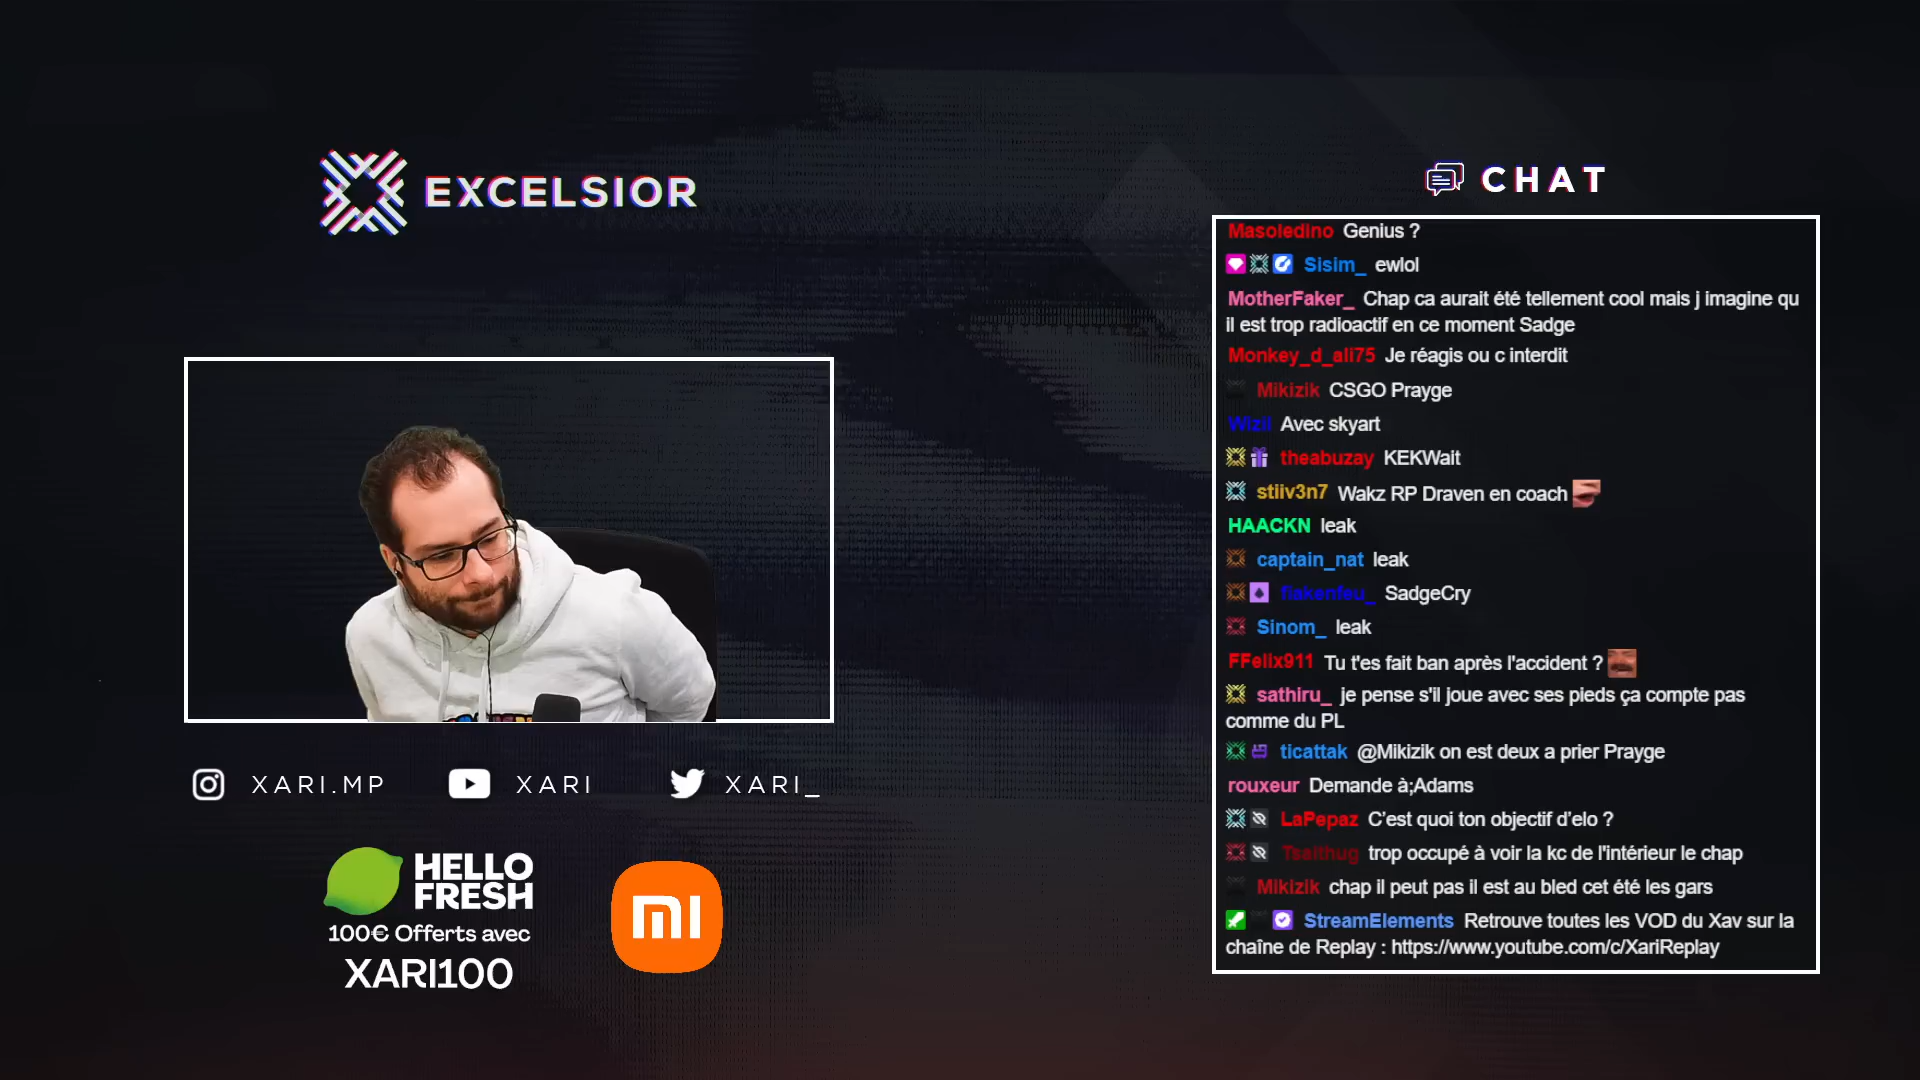 EXCELSIOR
CHAT
Masoledino Genius ?
Sisim_ ewlol
MotherFaker_ Chap ca aurait été tellement cool mais j imagine qu
il est trop radioactif en ce moment Sadge
Monkey_d_ali75 Je réagis ou c interdit
Mikizik CSGO Prayge
Wizii Avec skyart
theabuzay KEKWait
stiiv3n7 Wakz RP Draven en coach
HAACKN leak
captain_nat leak
flakenfeu_ SadgeCry
Sinom_ leak
FFelix911 Tu t'es fait ban après l'accident ?
sathiru_ je pense s'il joue avec ses pieds ça compte pas
comme du PL
ticattak @Mikizik on est deux a prier Prayge
rouxeur Demande à;Adams
LaPepaz C'est quoi ton objectif d'elo ?
Tsaithug trop occupé à voir la kc de l'intérieur le chap
Mikizik chap il peut pas il est au bled cet été les gars
StreamElements Retrouve toutes les VOD du Xav sur la
chaîne de Replay : https://www.youtube.com/c/XariReplay
XARI.MP
XARI
XARI_
HELLO
FRESH
100€ Offerts avec
XARI100
MI